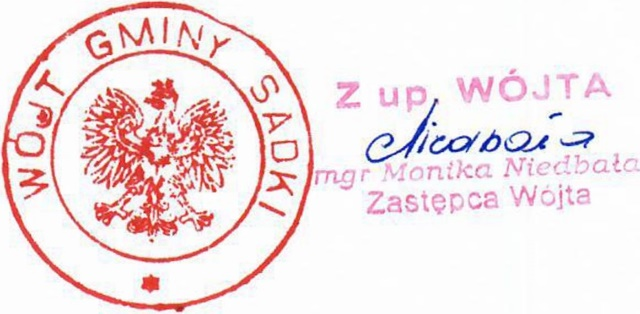 WÓJT GMINY SADKI
Z up. WÓJTA
Niedbała
mgr Monika Niedbała
Zastępca Wójta